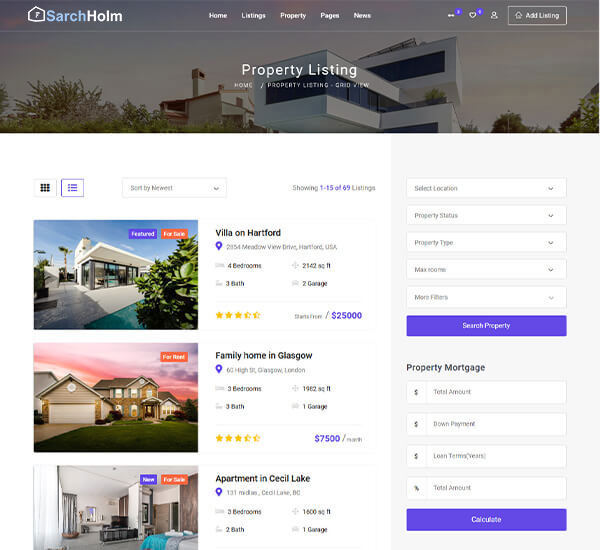 SarchHolm
Home Listings Property Pages News
0 0
Add Listing
Property Listing
HOME / PROPERTY LISTING - GRID VIEW
Sort by Newest
Showing 1-15 of 69 Listings
Featured For Sale
Villa on Hartford
2854 Meadow View Drive, Hartford, USA
4 Bedrooms 2142 sq ft
3 Bath 2 Garage
Starts From / $25000
For Rent
Family home in Glasgow
60 High St, Glasgow, London
3 Bedrooms 1982 sq ft
3 Bath 1 Garage
$7500 / month
New For Sale
Apartment in Cecil Lake
131 midlas , Cecil Lake, BC
3 Bedrooms 1600 sq ft
2 Bath 1 Garage
Select Location
Property Status
Property Type
Max rooms
More Filters
Search Property
Property Mortgage
$ Total Amount
$ Down Payment
$ Loan Terms(Years)
% Total Amount
Calculate